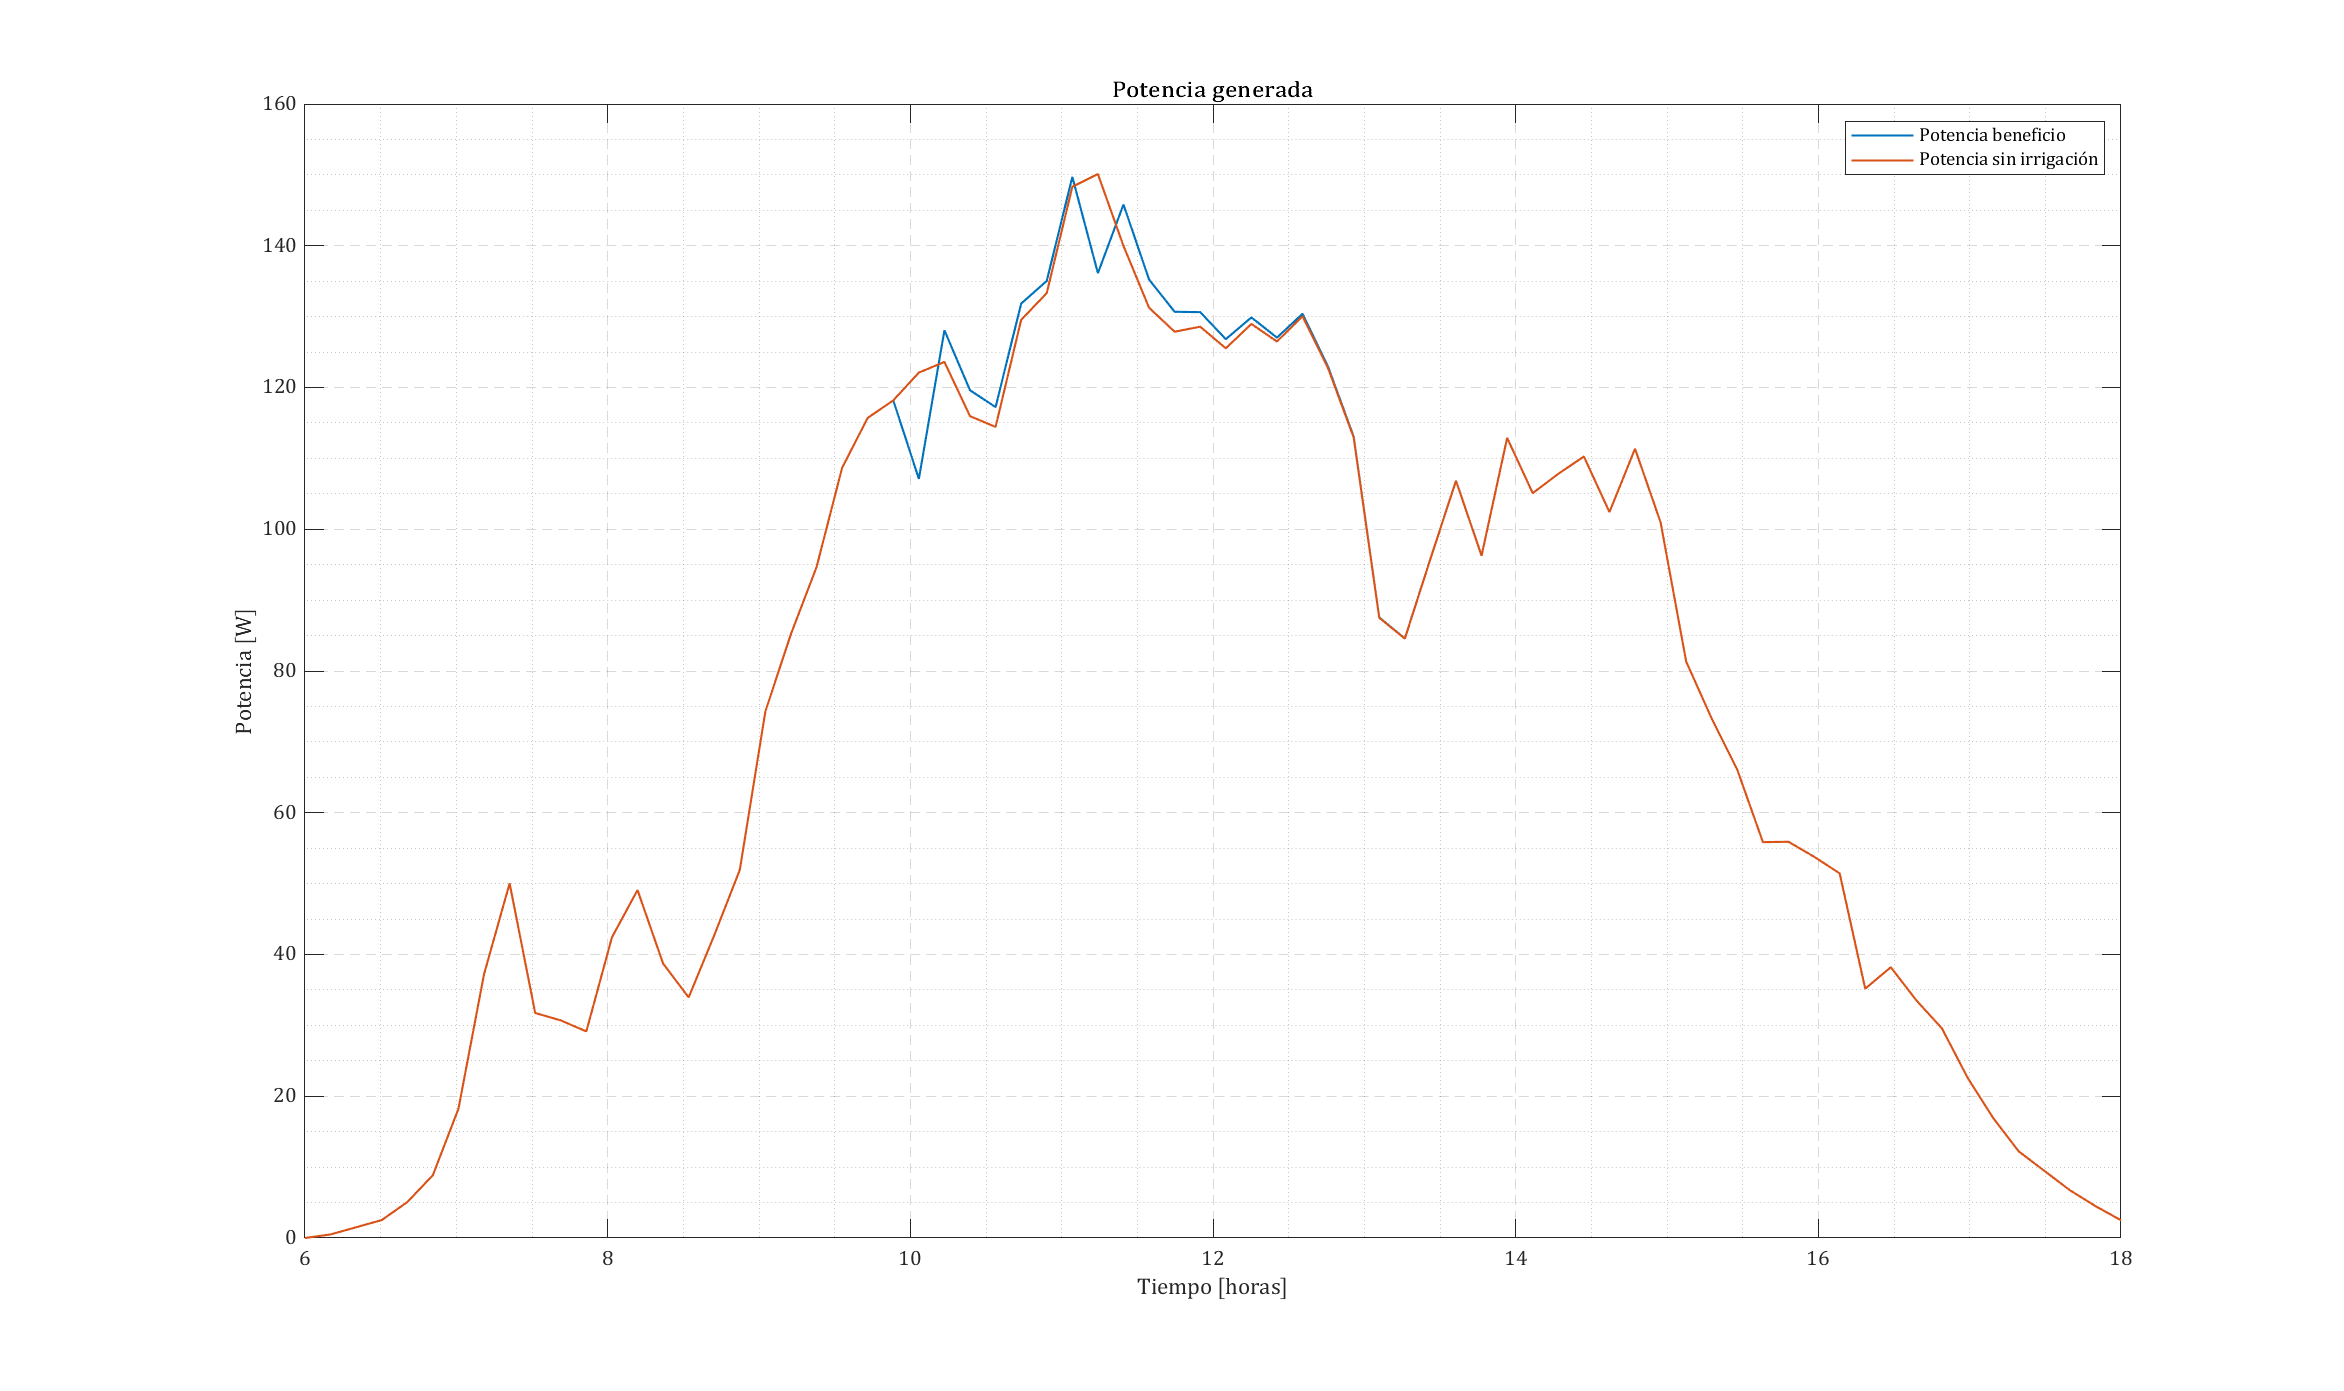 Potencia generada
160
140
120
100
80
60
40
20
0
Potencia [W]
6 8 10 12 14 16 18
Tiempo [horas]
Potencia beneficio
Potencia sin irrigación